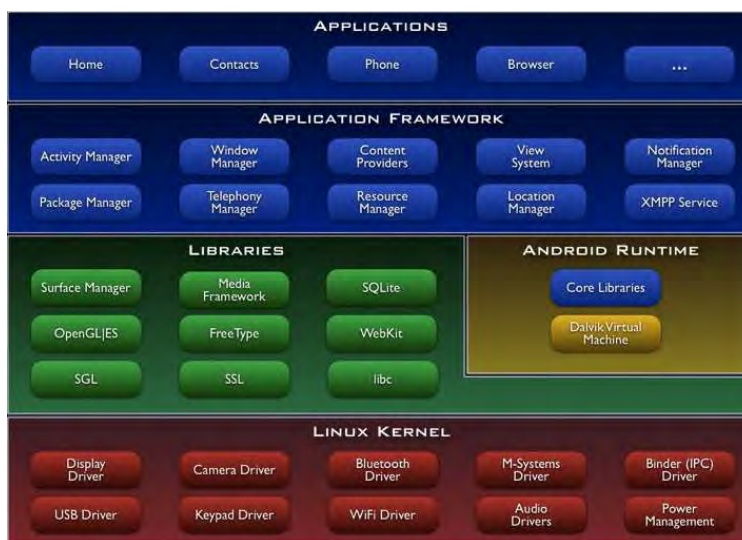 APPLICATIONS
Home
Contacts
Phone
Browser
...
APPLICATION FRAMEWORK
Activity Manager
Window
Manager
Content
Providers
View
System
Notification
Manager
Package Manager
Telephony
Manager
Resource
Manager
Location
Manager
XMPP Service
LIBRARIES
Surface Manager
Media
Framework
SQLite
OpenGL|ES
FreeType
WebKit
SGL
SSL
libc
ANDROID RUNTIME
Core Libraries
Dalvik Virtual
Machine
LINUX KERNEL
Display
Driver
Camera Driver
Bluetooth
Driver
M-Systems
Driver
Binder (IPC)
Driver
USB Driver
Keypad Driver
WiFi Driver
Audio
Drivers
Power
Management